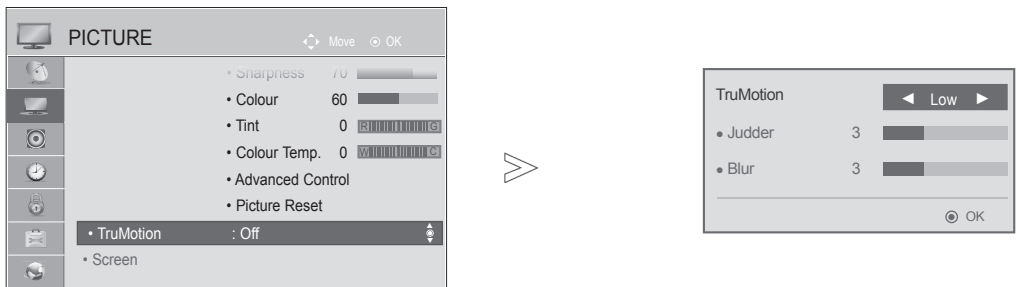 PICTURE Move OK
• Sharpness 70
• Colour 60
• Tint 0 R G
• Colour Temp. 0 W C
• Advanced Control
• Picture Reset
• TruMotion : Off
• Screen
TruMotion ◄ Low ►
• Judder 3
• Blur 3
OK